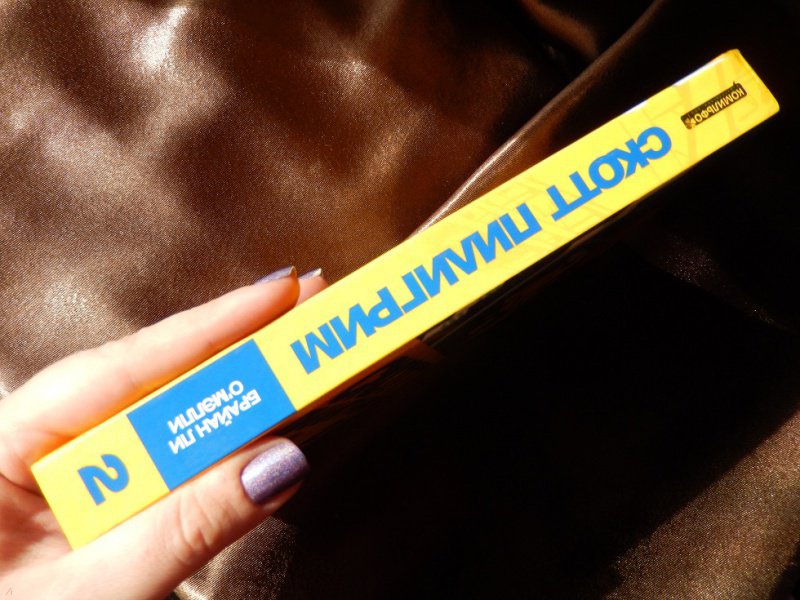 КОМИЛЬФО
СКОТТ ПИЛИГРИМ
БРАЙАН ЛИ
О'МЭЛЛИ
2